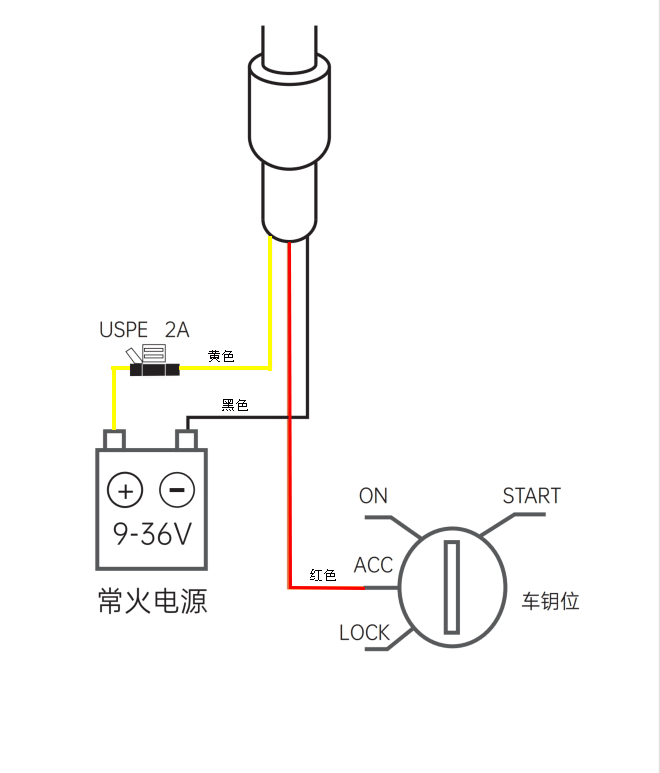 USPE 2A
黄色
黑色
+ −
9-36V
常火电源
ON
START
ACC
红色
车钥位
LOCK